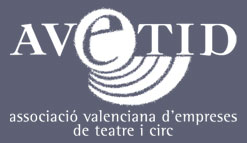 AVETID
associació valenciana d'empreses
de teatre i circ